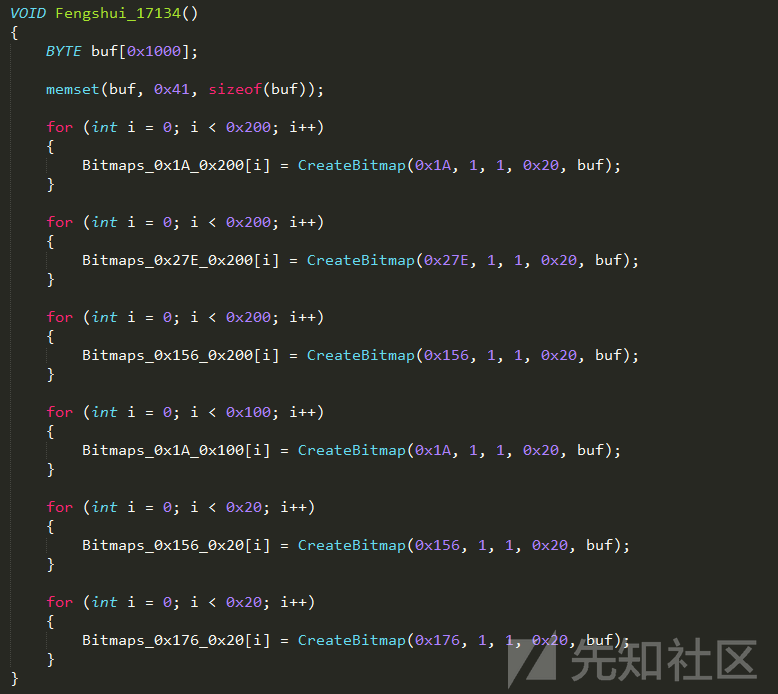 VOID Fengshui_17134()
{
    BYTE buf[0x1000];

    memset(buf, 0x41, sizeof(buf));

    for (int i = 0; i < 0x200; i++)
    {
        Bitmaps_0x1A_0x200[i] = CreateBitmap(0x1A, 1, 1, 0x20, buf);
    }

    for (int i = 0; i < 0x200; i++)
    {
        Bitmaps_0x27E_0x200[i] = CreateBitmap(0x27E, 1, 1, 0x20, buf);
    }

    for (int i = 0; i < 0x200; i++)
    {
        Bitmaps_0x156_0x200[i] = CreateBitmap(0x156, 1, 1, 0x20, buf);
    }

    for (int i = 0; i < 0x100; i++)
    {
        Bitmaps_0x1A_0x100[i] = CreateBitmap(0x1A, 1, 1, 0x20, buf);
    }

    for (int i = 0; i < 0x20; i++)
    {
        Bitmaps_0x156_0x20[i] = CreateBitmap(0x156, 1, 1, 0x20, buf);
    }

    for (int i = 0; i < 0x20; i++)
    {
        Bitmaps_0x176_0x20[i] = CreateBitmap(0x176, 1, 1, 0x20, buf);
    }
}
先知社区